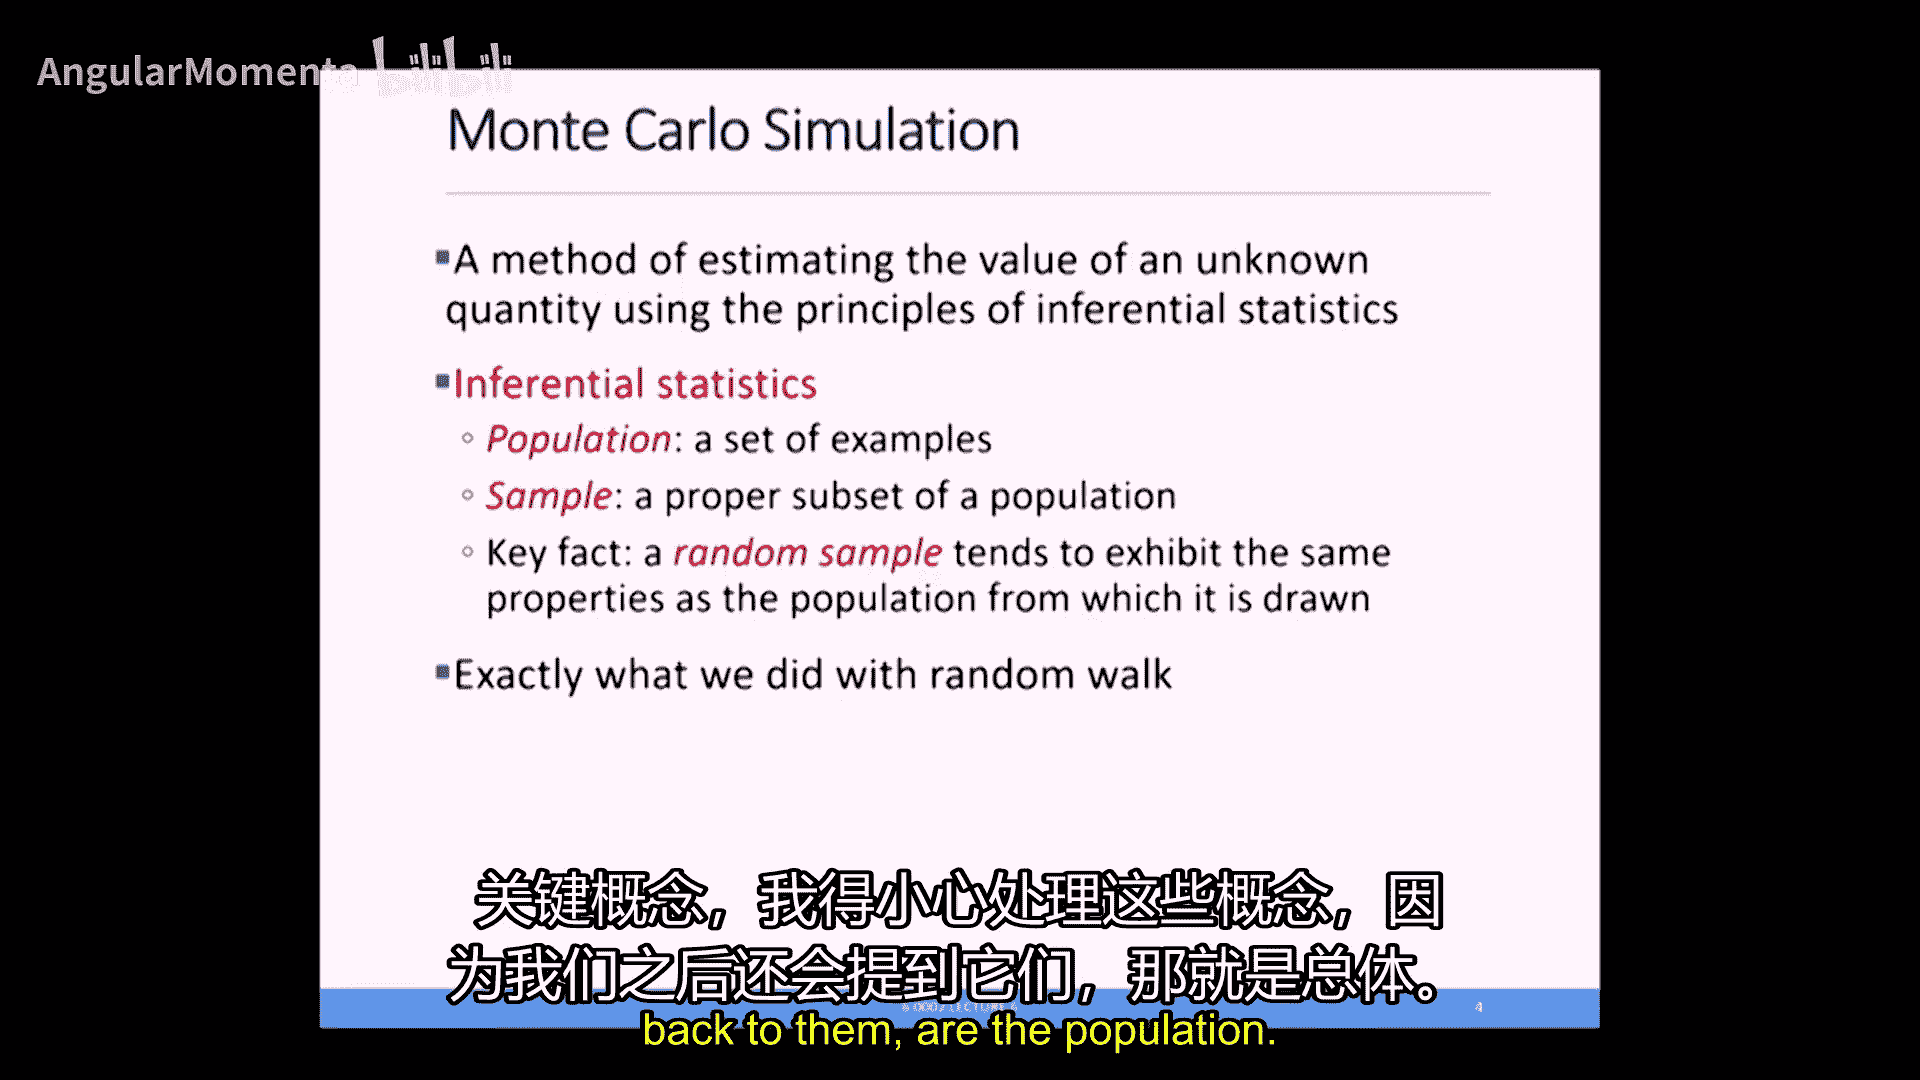 AngularMomenta bilibili
Monte Carlo Simulation
▪A method of estimating the value of an unknown
quantity using the principles of inferential statistics
▪Inferential statistics
◦ Population: a set of examples
◦ Sample: a proper subset of a population
◦ Key fact: a random sample tends to exhibit the same
properties as the population from which it is drawn
▪Exactly what we did with random walk
关键概念，我得小心处理这些概念，因
为我们之后还会提到它们，那就是总体。
4
back to them, are the population.